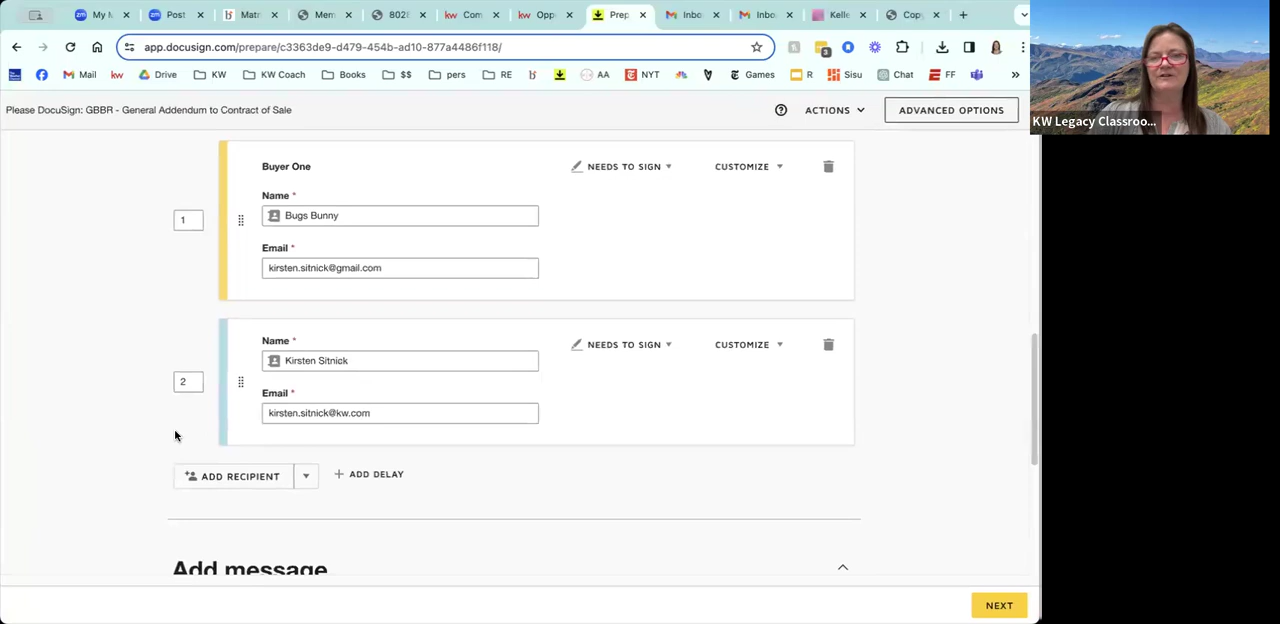 My M
Post
Matr
Mem
802
Com
Opp
Prep
Inbo
Inbo
Kelle
Cop
app.docusign.com/prepare/c3363de9-d479-454b-ad10-877a4486f118/
Mail
kw
Drive
KW
KW Coach
Books
$$
pers
RE
AA
NYT
Games
R
Sisu
Chat
FF
KW Legacy Classroo...
Please DocuSign: GBBR - General Addendum to Contract of Sale
ACTIONS
ADVANCED OPTIONS
1
Buyer One
NEEDS TO SIGN
CUSTOMIZE
Name *
Bugs Bunny
Email *
kirsten.sitnick@gmail.com
2
Name *
NEEDS TO SIGN
CUSTOMIZE
Kirsten Sitnick
Email *
kirsten.sitnick@kw.com
ADD RECIPIENT
ADD DELAY
Add message
NEXT